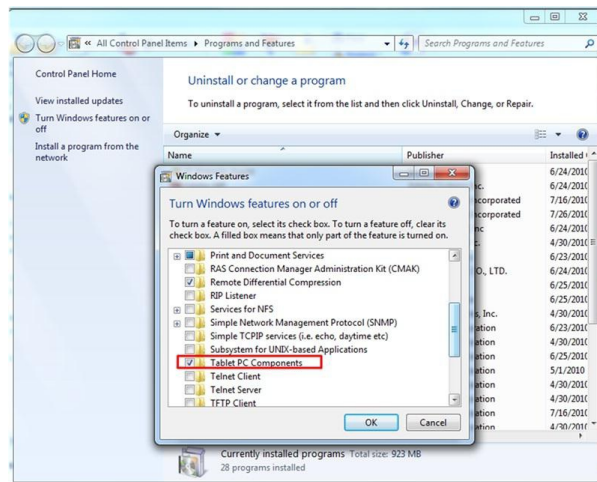 « All Control Panel Items ▸ Programs and Features
Search Programs and Features
Control Panel Home
View installed updates
Turn Windows features on or
off
Install a program from the
network
Uninstall or change a program
To uninstall a program, select it from the list and then click Uninstall, Change, or Repair.
Organize
Name
Publisher
Installed
6/24/2010
6/24/2010
7/16/2010
7/26/2010
6/24/2010
4/30/2010
6/23/2010
O., LTD.
6/24/2010
6/25/2010
6/25/2010
s, Inc.
4/30/2010
6/23/2010
4/30/2010
6/25/2010
5/1/2010
4/30/2010
4/30/2010
7/16/2010
4/30/2010
Windows Features
Turn Windows features on or off
To turn a feature on, select its check box. To turn a feature off, clear its
check box. A filled box means that only part of the feature is turned on.
Print and Document Services
RAS Connection Manager Administration Kit (CMAK)
Remote Differential Compression
RIP Listener
Services for NFS
Simple Network Management Protocol (SNMP)
Simple TCPIP services (i.e. echo, daytime etc)
Subsystem for UNIX-based Applications
Tablet PC Components
Telnet Client
Telnet Server
TFTP Client
OK
Cancel
Currently installed programs Total size: 923 MB
28 programs installed